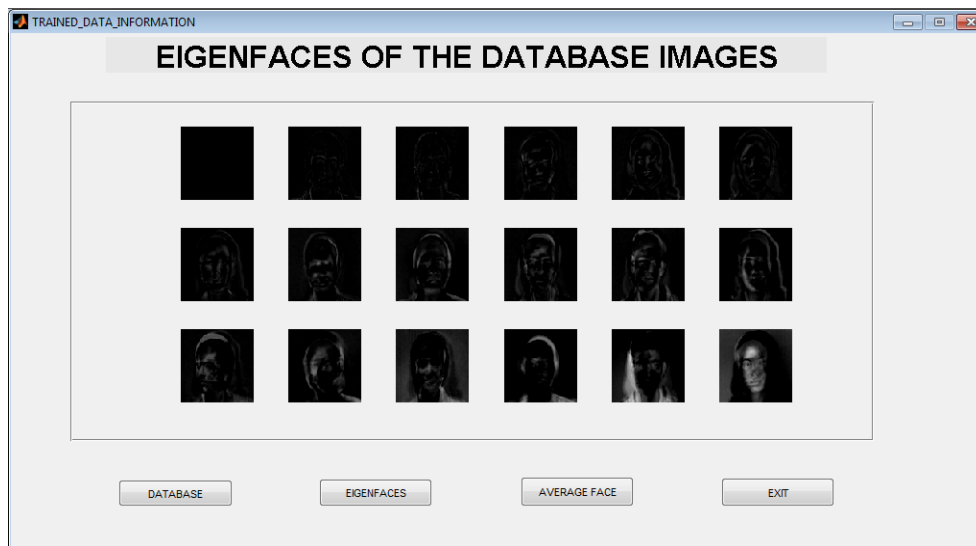 TRAINED_DATA_INFORMATION
EIGENFACES OF THE DATABASE IMAGES
DATABASE
EIGENFACES
AVERAGE FACE
EXIT